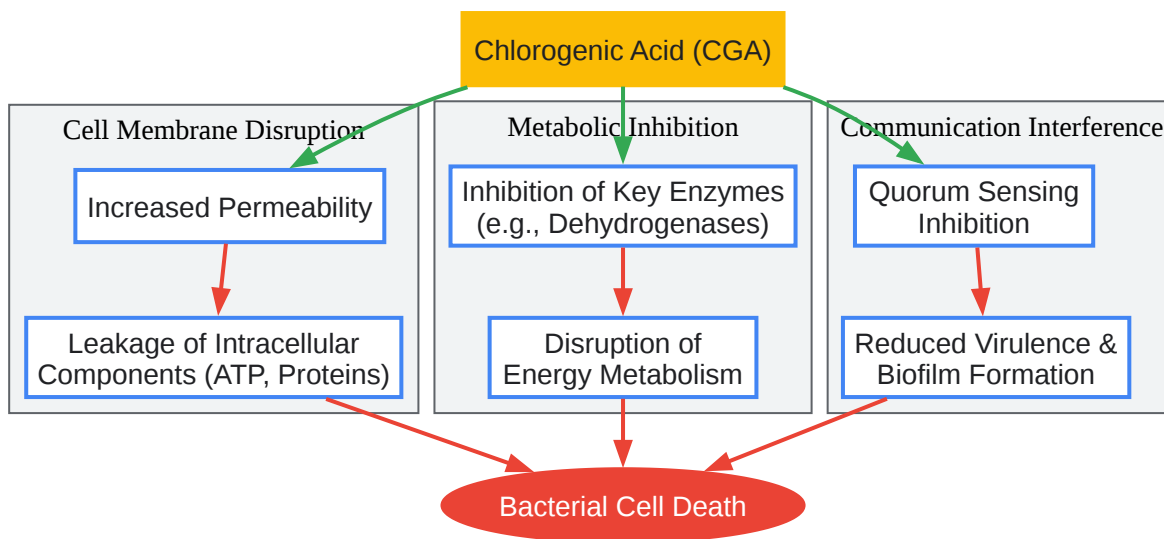 Chlorogenic Acid (CGA)
Cell Membrane Disruption
Increased Permeability
Leakage of Intracellular
Components (ATP, Proteins)
Metabolic Inhibition
Inhibition of Key Enzymes
(e.g., Dehydrogenases)
Disruption of
Energy Metabolism
Communication Interference
Quorum Sensing
Inhibition
Reduced Virulence &
Biofilm Formation
Bacterial Cell Death